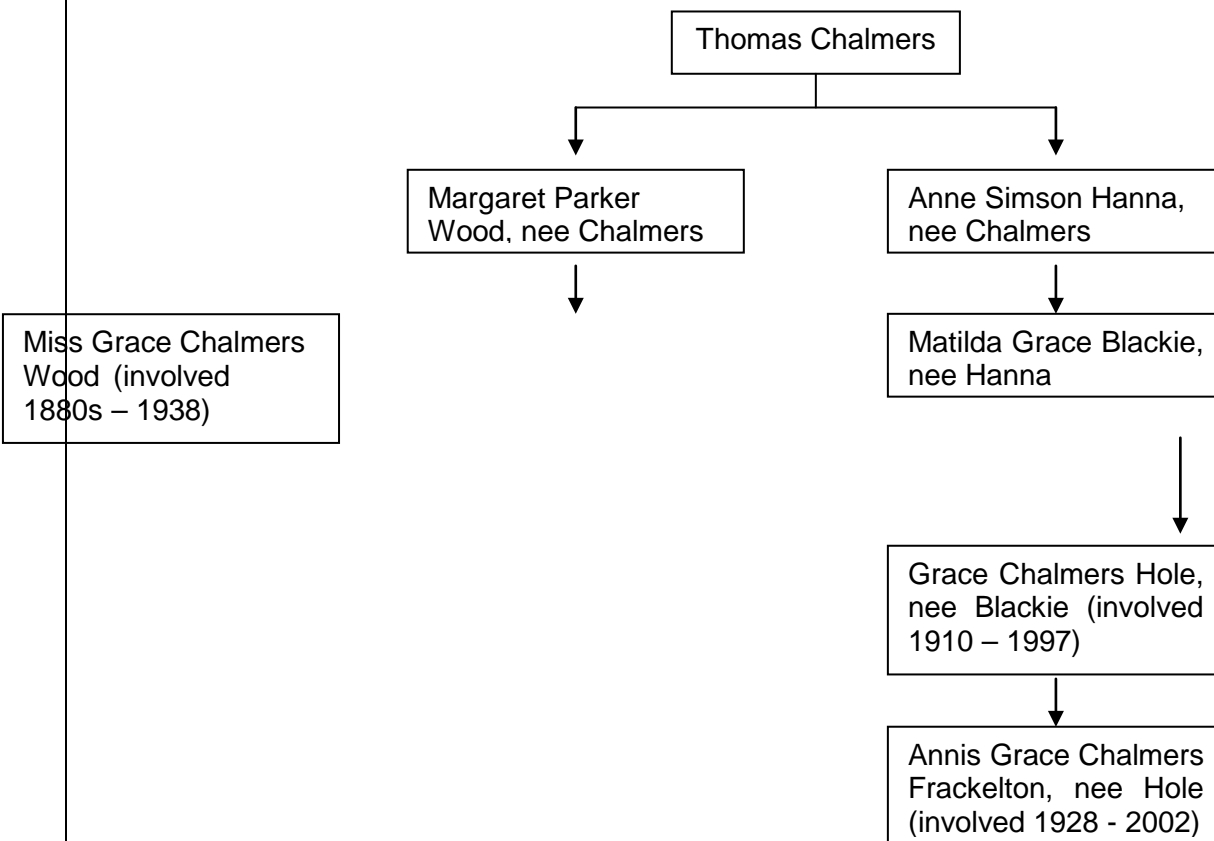 Thomas Chalmers
Margaret Parker
Wood, nee Chalmers
Anne Simson Hanna,
nee Chalmers
Miss Grace Chalmers
Wood (involved
1880s – 1938)
Matilda Grace Blackie,
nee Hanna
Grace Chalmers Hole,
nee Blackie (involved
1910 – 1997)
Annis Grace Chalmers
Frackelton, nee Hole
(involved 1928 - 2002)